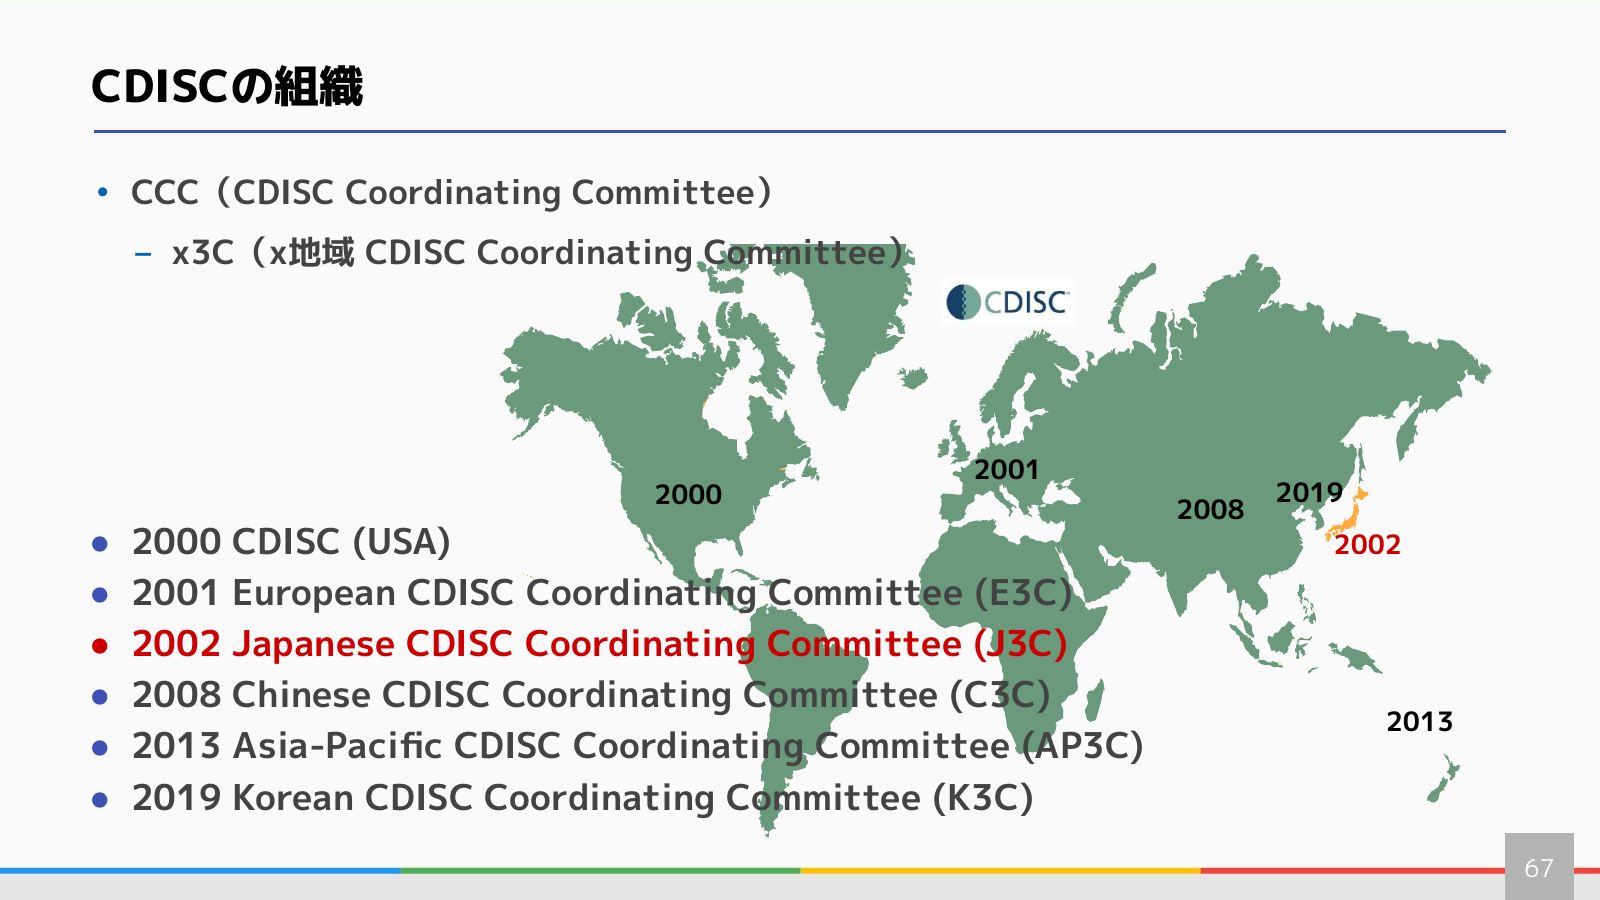 CDISCの組織
• CCC（CDISC Coordinating Committee）
– x3C（x地域 CDISC Coordinating Committee）
CDISC
2001
2000
2019
2008
2002
● 2000 CDISC (USA)
● 2001 European CDISC Coordinating Committee (E3C)
● 2002 Japanese CDISC Coordinating Committee (J3C)
● 2008 Chinese CDISC Coordinating Committee (C3C)
2013
● 2013 Asia-Pacific CDISC Coordinating Committee (AP3C)
● 2019 Korean CDISC Coordinating Committee (K3C)
67